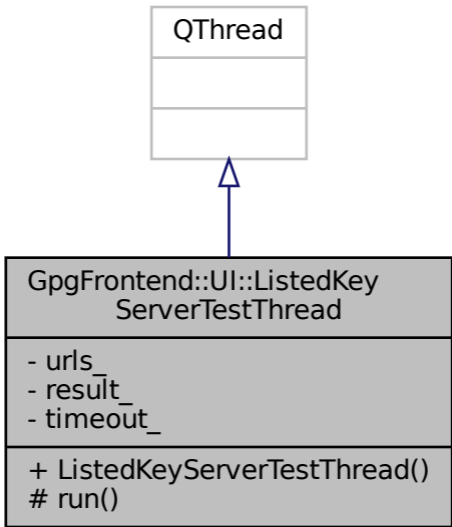 QThread
GpgFrontend::UI::ListedKey
ServerTestThread
- urls_
- result_
- timeout_
+ ListedKeyServerTestThread()
# run()